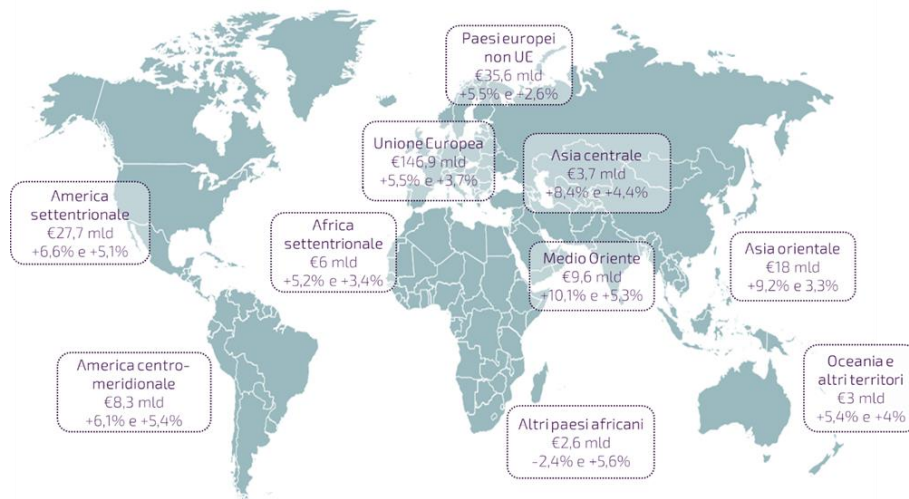 Paesi europei
non UE
€35,6 mld
+5,5% e +2,6%
Unione Europea
€146,9 mld
+5,5% e +3,7%
Asia centrale
€3,7 mld
+8,4% e +4,4%
America
settentrionale
€27,7 mld
+6,6% e +5,1%
Africa
settentrionale
€6 mld
+5,2% e +3,4%
Medio Oriente
€9,6 mld
+10,1% e +5,3%
Asia orientale
€18 mld
+9,2% e 3,3%
America centro-
meridionale
€8,3 mld
+6,1% e +5,4%
Oceania e
altri territori
€3 mld
+5,4% e +4%
Altri paesi africani
€2,6 mld
-2,4% e +5,6%